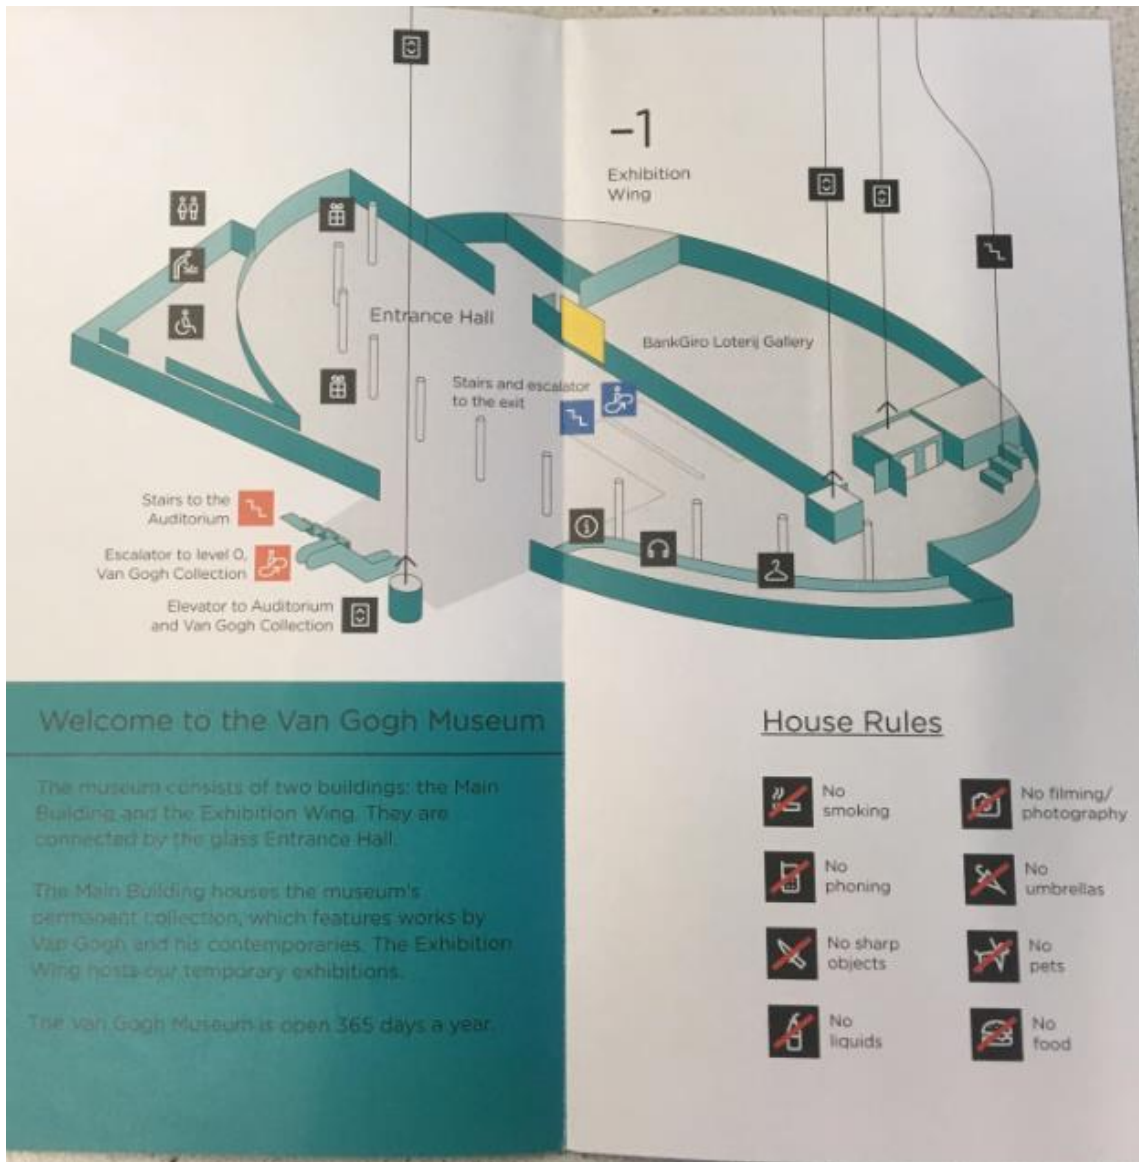 –1
Exhibition
Wing
Entrance Hall
BankGiro Loterij Gallery
Stairs and escalator
to the exit
Stairs to the
Auditorium
Escalator to level 0,
Van Gogh Collection
Elevator to Auditorium
and Van Gogh Collection
Welcome to the Van Gogh Museum
The museum consists of two buildings: the Main
Building and the Exhibition Wing. They are
connected by the glass Entrance Hall.
The Main Building houses the museum's
permanent collection, which features works by
Van Gogh and his contemporaries. The Exhibition
Wing hosts our temporary exhibitions.
The Van Gogh Museum is open 365 days a year.
House Rules
No
smoking
No filming/
photography
No
phoning
No
umbrellas
No sharp
objects
No
pets
No
liquids
No
food